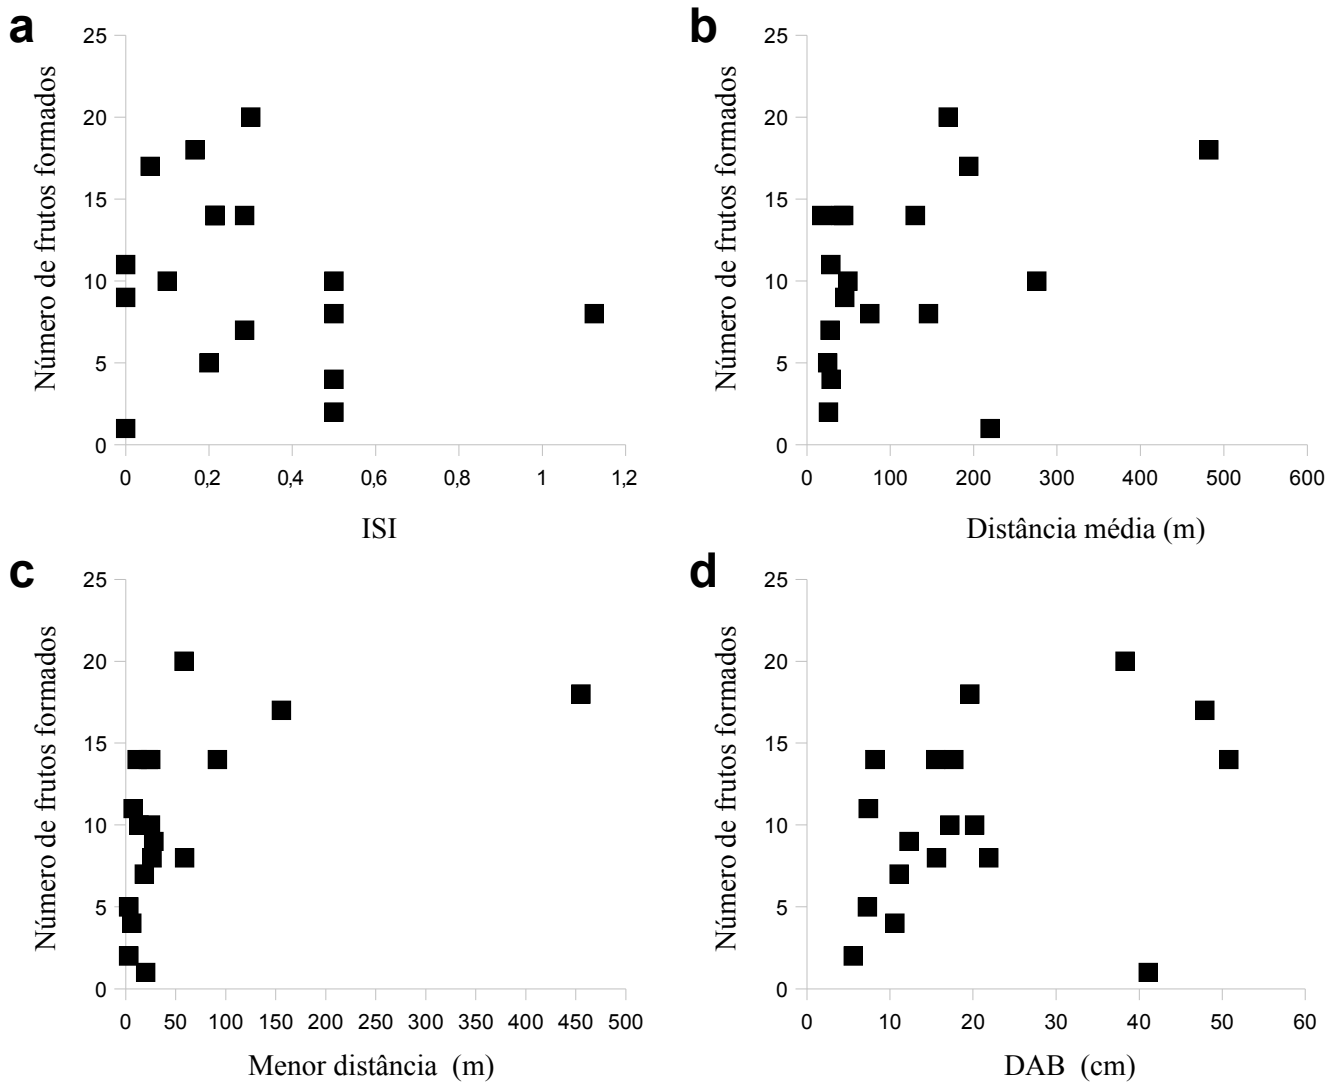 a
25
20
15
10
5
0
Número de frutos formados
0 0,2 0,4 0,6 0,8 1 1,2
ISI
b
25
20
15
10
5
0
Número de frutos formados
0 100 200 300 400 500 600
Distância média (m)
c
25
20
15
10
5
0
Número de frutos formados
0 50 100 150 200 250 300 350 400 450 500
Menor distância (m)
d
25
20
15
10
5
0
Número de frutos formados
0 10 20 30 40 50 60
DAB (cm)